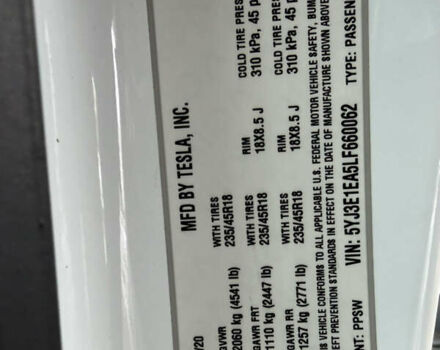 MFD BY TESLA, INC.
/20
GVWR
2060 kg (4541 lb)
GAWR FRT
1110 kg (2447 lb)
WITH TIRES
235/45R18
RIM
18X8.5 J
COLD TIRE PRES
310 kPa, 45 p
GAWR RR
1257 kg (2771 lb)
WITH TIRES
235/45R18
RIM
18X8.5 J
COLD TIRE PRES
310 kPa, 45 p
WITH TIRES
235/45R18
IS VEHICLE CONFORMS TO ALL APPLICABLE U.S. FEDERAL MOTOR VEHICLE SAFETY, BUM
EFT PREVENTION STANDARDS IN EFFECT ON THE DATE OF MANUFACTURE SHOWN ABOVE
NT: PPSW VIN: 5YJ3E1EA5LF660062 TYPE: PASSEN